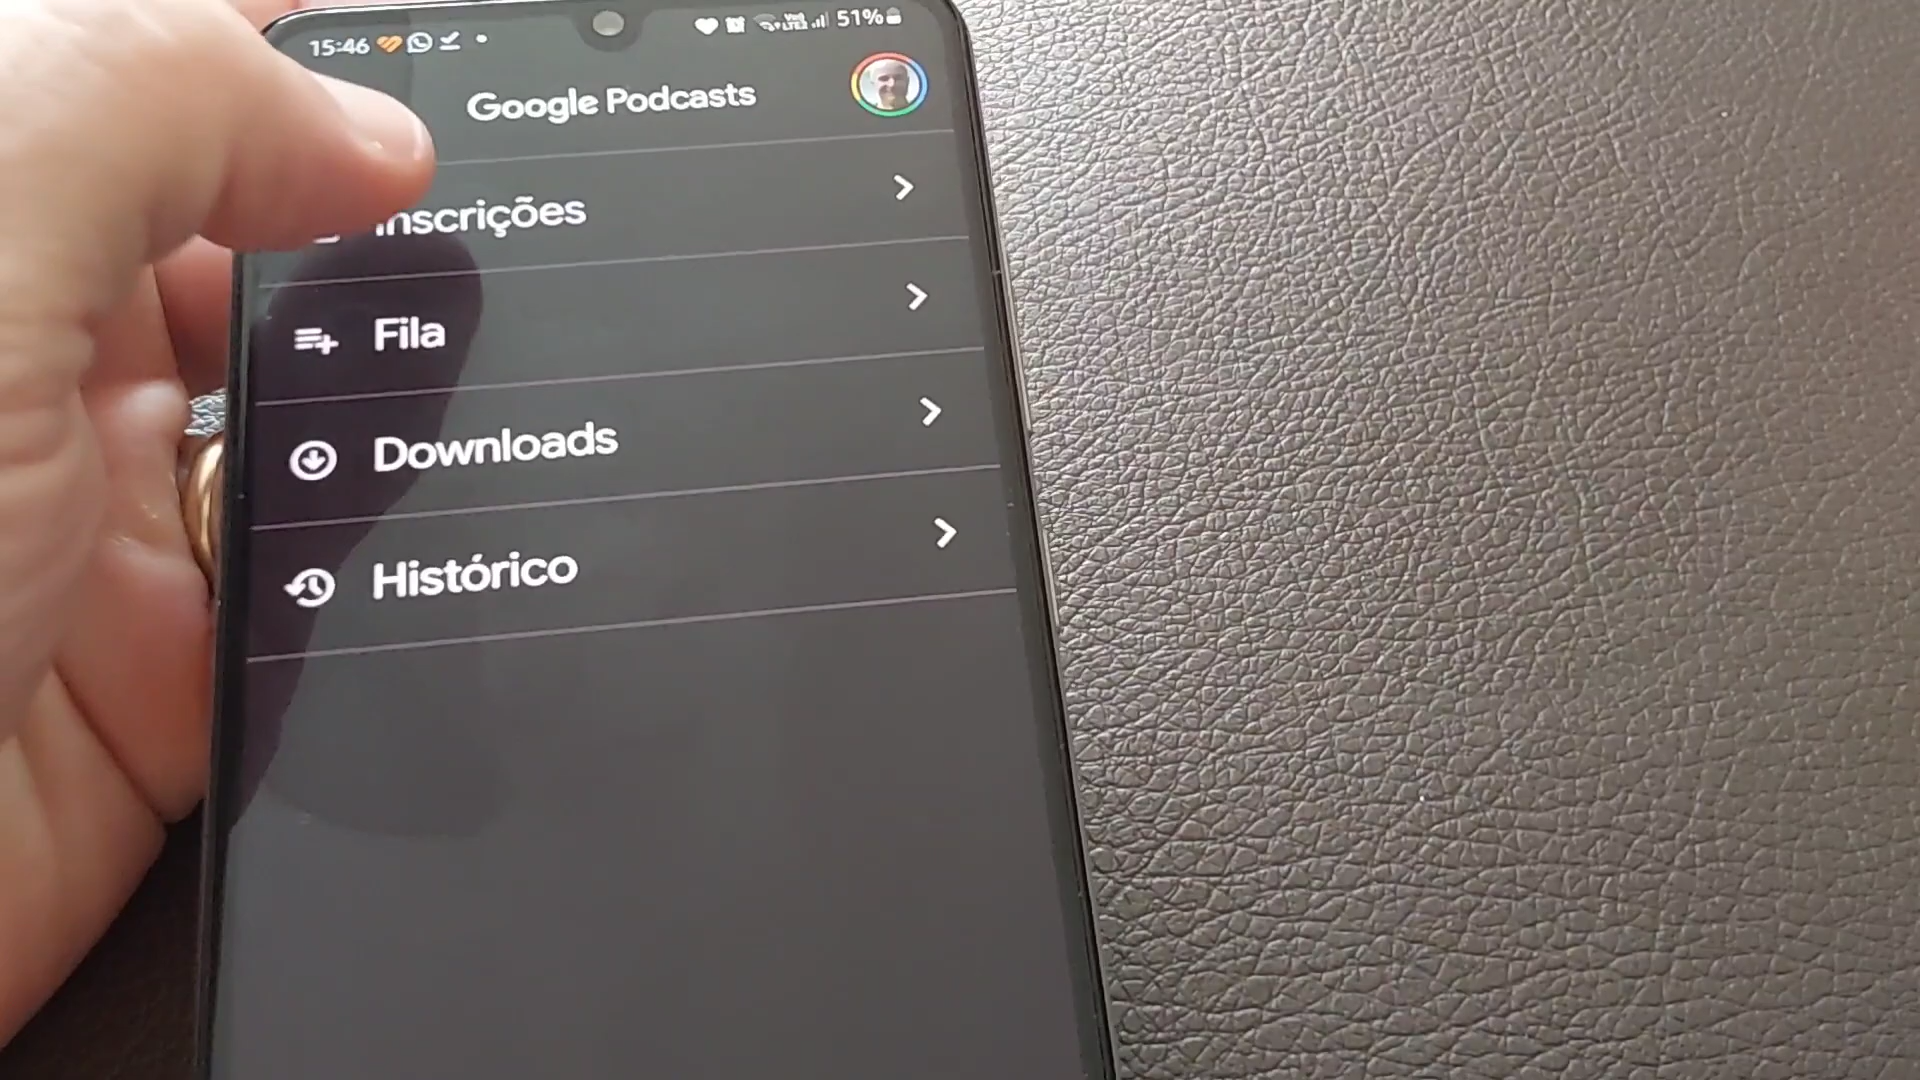 15:46
51%
Google Podcasts
Inscrições
Fila
Downloads
Histórico